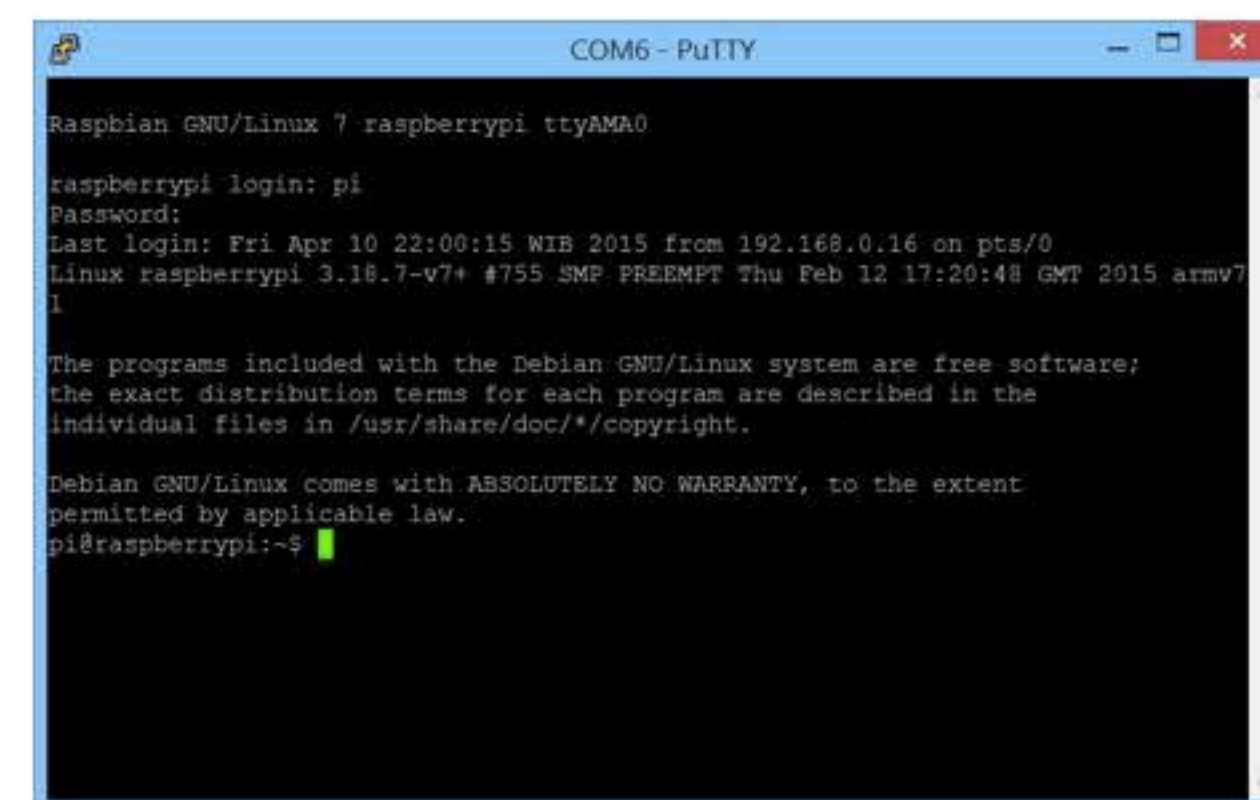 COM6 - PuTTY
Raspbian GNU/Linux 7 raspberrypi ttyAMA0
raspberrypi login: pi
Password:
Last login: Fri Apr 10 22:00:15 WIB 2015 from 192.168.0.16 on pts/0
Linux raspberrypi 3.18.7-v7+ #755 SMP PREEMPT Thu Feb 12 17:20:48 GMT 2015 armv7
l
The programs included with the Debian GNU/Linux system are free software;
the exact distribution terms for each program are described in the
individual files in /usr/share/doc/*/copyright.
Debian GNU/Linux comes with ABSOLUTELY NO WARRANTY, to the extent
permitted by applicable law.
pi@raspberrypi:~$